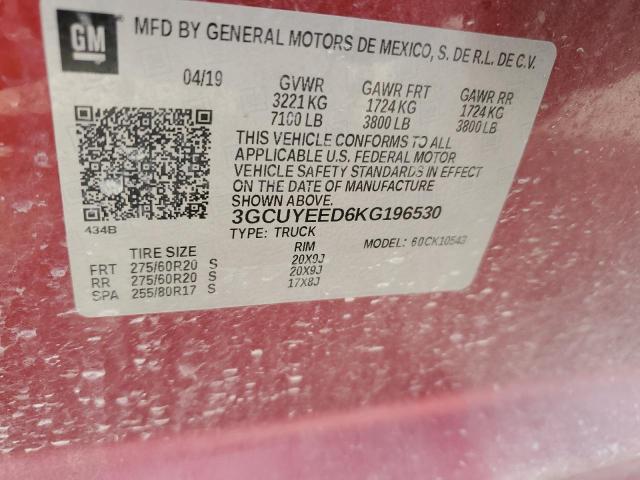 GM
MFD BY GENERAL MOTORS DE MEXICO, S. DE R.L. DE C.V.
04/19 GVWR GAWR FRT GAWR RR
3221 KG 1724 KG 1724 KG
7100 LB 3800 LB 3800 LB
THIS VEHICLE CONFORMS TO ALL
APPLICABLE U.S. FEDERAL MOTOR
VEHICLE SAFETY STANDARDS IN EFFECT
ON THE DATE OF MANUFACTURE
SHOWN ABOVE.
434B 3GCUYEED6KG196530
TYPE: TRUCK MODEL: 60CK10543
TIRE SIZE RIM
FRT 275/60R20 S 20X9J
RR 275/60R20 S 20X9J
SPA 255/80R17 S 17X8J